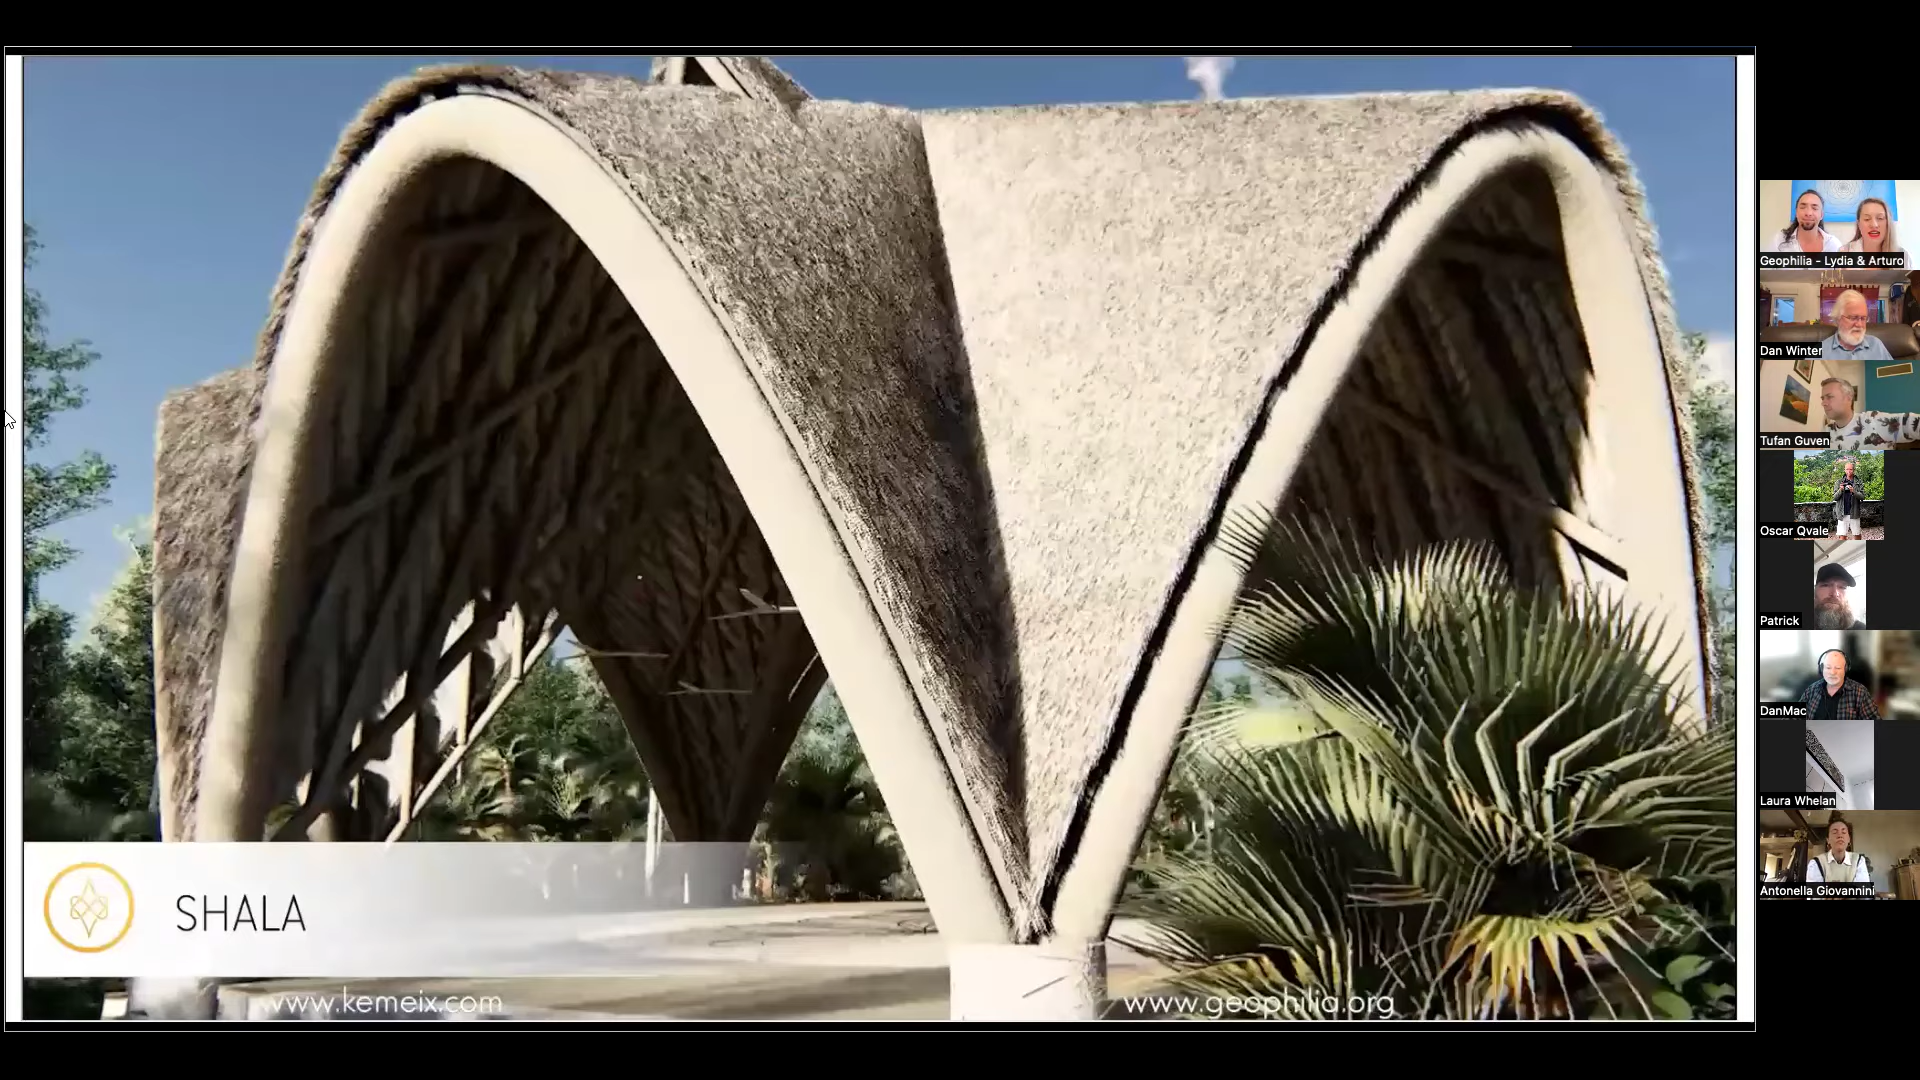 SHALA
www.kemeix.com
www.geophilia.org
Geophilia - Lydia & Arturo
Dan Winter
Tufan Guven
Oscar Qvale
Patrick
DanMac
Laura Whelan
Antonella Giovannini